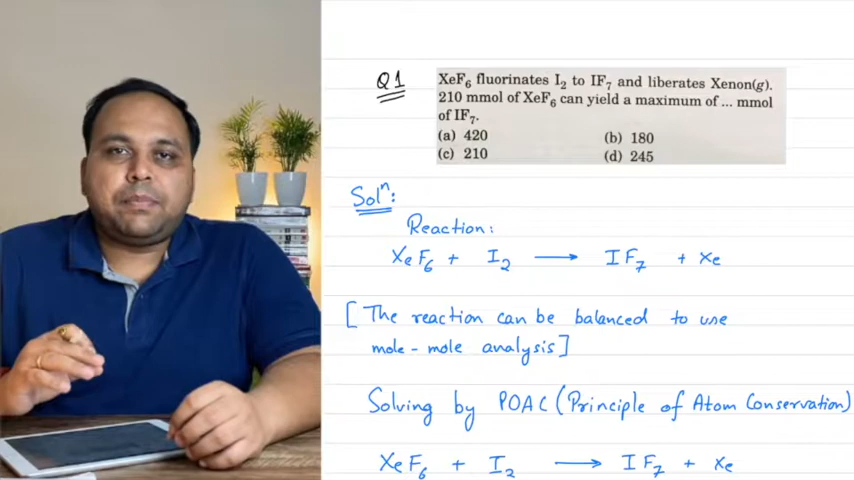 Q1
XeF₆ fluorinates I₂ to IF₇ and liberates Xenon(g).
210 mmol of XeF₆ can yield a maximum of ... mmol
of IF₇.
(a) 420 (b) 180
(c) 210 (d) 245
Solⁿ:
Reaction:
XeF₆ + I₂ → IF₇ + Xe
[The reaction can be balanced to use
mole-mole analysis]
Solving by POAC (Principle of Atom Conservation)
XeF₆ + I₂ → IF₇ + Xe